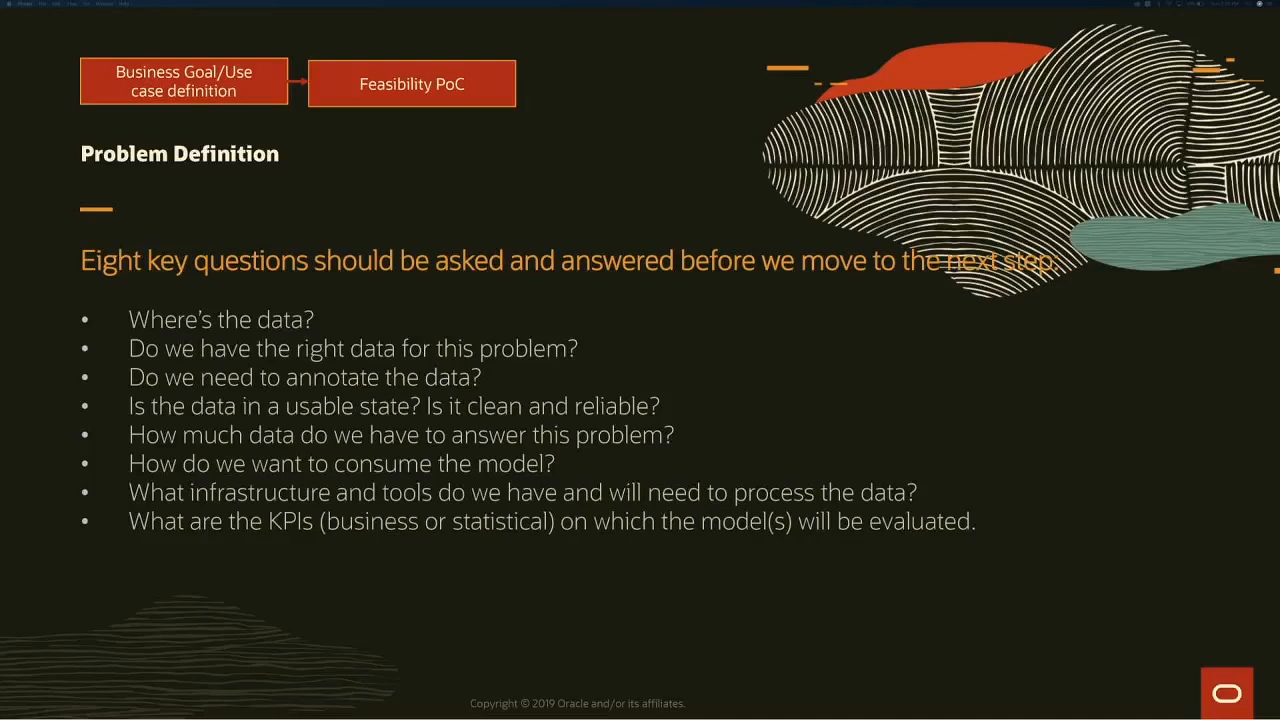 Business Goal/Use
case definition
Feasibility PoC
Problem Definition
Eight key questions should be asked and answered before we move to the next step:
• Where's the data?
• Do we have the right data for this problem?
• Do we need to annotate the data?
• Is the data in a usable state? Is it clean and reliable?
• How much data do we have to answer this problem?
• How do we want to consume the model?
• What infrastructure and tools do we have and will need to process the data?
• What are the KPIs (business or statistical) on which the model(s) will be evaluated.
Copyright © 2019 Oracle and/or its affiliates.